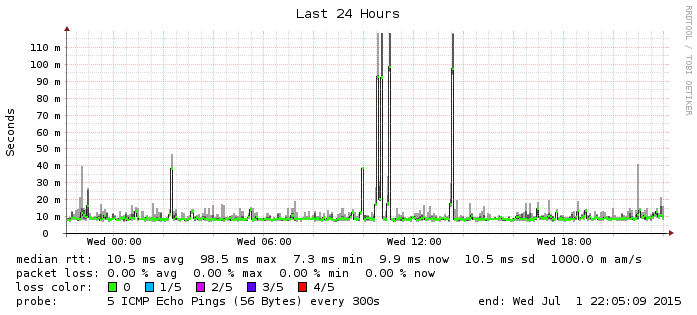 Last 24 Hours
RRDTOOL / TOBI OETIKER
Seconds
110 m
100 m
90 m
80 m
70 m
60 m
50 m
40 m
30 m
20 m
10 m
0
Wed 00:00 Wed 06:00 Wed 12:00 Wed 18:00
median rtt: 10.5 ms avg 98.5 ms max 7.3 ms min 9.9 ms now 10.5 ms sd 1000.0 m am/s
packet loss: 0.00 % avg 0.00 % max 0.00 % min 0.00 % now
loss color: 0 1/5 2/5 3/5 4/5
probe: 5 ICMP Echo Pings (56 Bytes) every 300s end: Wed Jul 1 22:05:09 2015